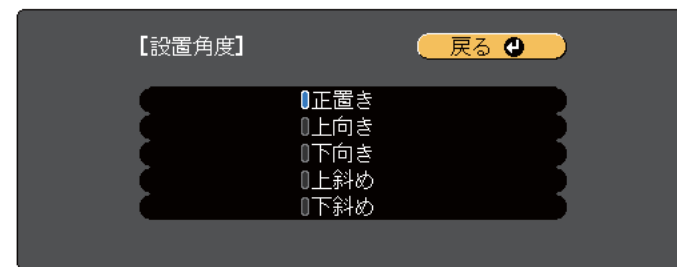 【設置角度】
戻る
正置き
上向き
下向き
上斜め
下斜め